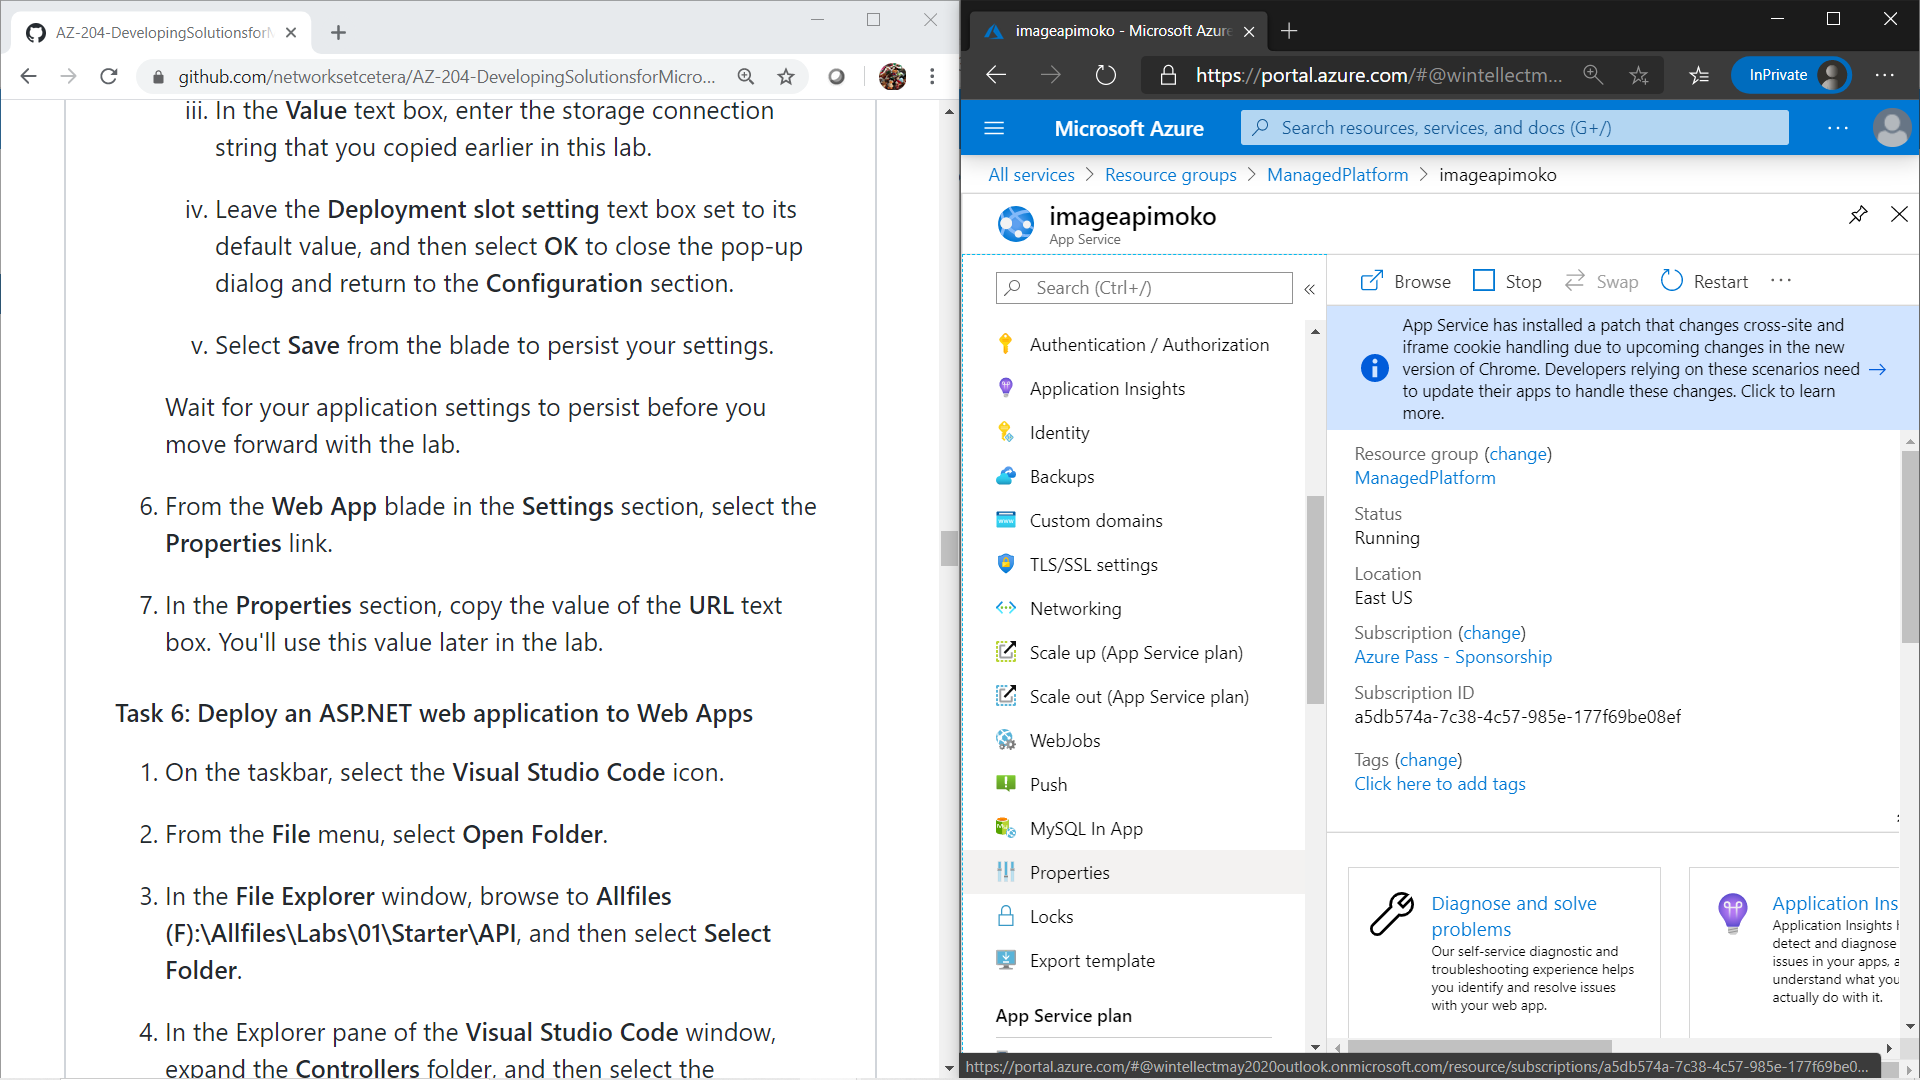 AZ-204-DevelopingSolutionsforM
github.com/networksetcetera/AZ-204-DevelopingSolutionsforMicro...
iii. In the Value text box, enter the storage connection
string that you copied earlier in this lab.
iv. Leave the Deployment slot setting text box set to its
default value, and then select OK to close the pop-up
dialog and return to the Configuration section.
v. Select Save from the blade to persist your settings.
Wait for your application settings to persist before you
move forward with the lab.
6. From the Web App blade in the Settings section, select the
Properties link.
7. In the Properties section, copy the value of the URL text
box. You'll use this value later in the lab.
Task 6: Deploy an ASP.NET web application to Web Apps
1. On the taskbar, select the Visual Studio Code icon.
2. From the File menu, select Open Folder.
3. In the File Explorer window, browse to Allfiles
(F):\Allfiles\Labs\01\Starter\API, and then select Select
Folder.
4. In the Explorer pane of the Visual Studio Code window,
expand the Controllers folder, and then select the
imageapimoko - Microsoft Azure
https://portal.azure.com/#@wintellectm...
InPrivate
Microsoft Azure
Search resources, services, and docs (G+/)
All services > Resource groups > ManagedPlatform > imageapimoko
imageapimoko
App Service
Search (Ctrl+/)
«
Authentication / Authorization
Application Insights
Identity
Backups
Custom domains
TLS/SSL settings
Networking
Scale up (App Service plan)
Scale out (App Service plan)
WebJobs
Push
MySQL In App
Properties
Locks
Export template
App Service plan
Browse
Stop
Swap
Restart
App Service has installed a patch that changes cross-site and
iframe cookie handling due to upcoming changes in the new
version of Chrome. Developers relying on these scenarios need
to update their apps to handle these changes. Click to learn
more.
Resource group (change)
ManagedPlatform
Status
Running
Location
East US
Subscription (change)
Azure Pass - Sponsorship
Subscription ID
a5db574a-7c38-4c57-985e-177f69be08ef
Tags (change)
Click here to add tags
Diagnose and solve
problems
Our self-service diagnostic and
troubleshooting experience helps
you identify and resolve issues
with your web app.
Application Ins
Application Insights h
detect and diagnose
issues in your apps, a
understand what you
actually do with it.
https://portal.azure.com/#@wintellectmay2020outlook.onmicrosoft.com/resource/subscriptions/a5db574a-7c38-4c57-985e-177f69be0...